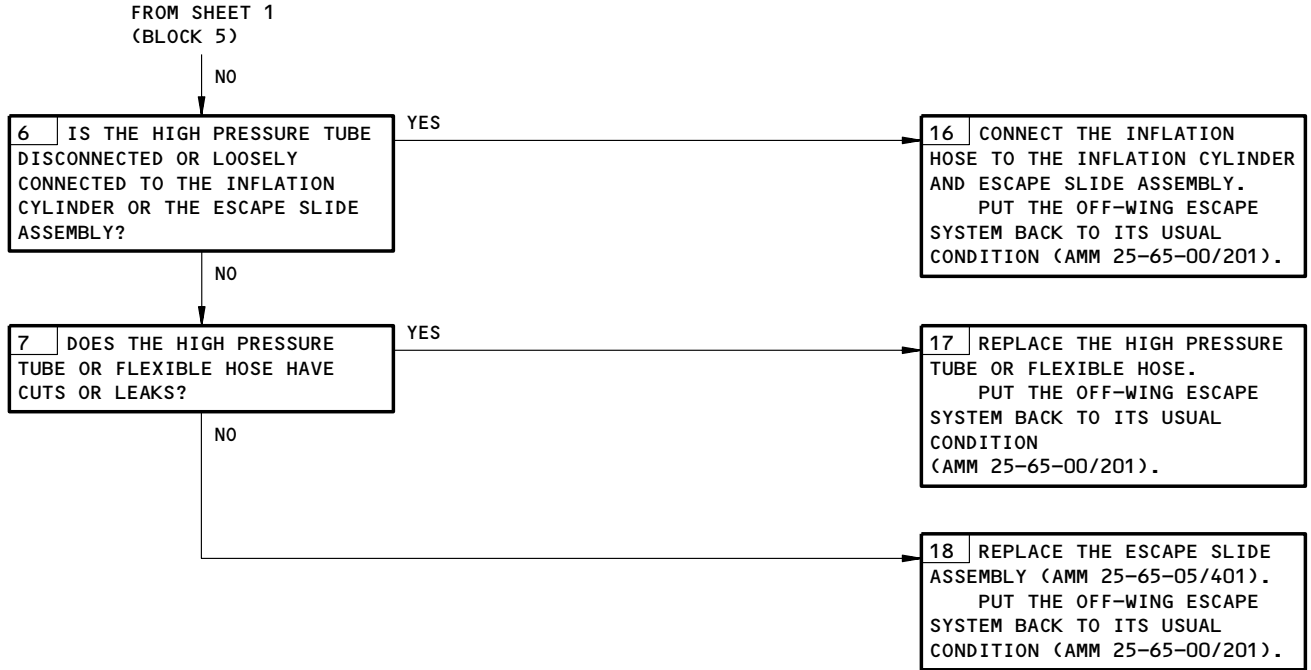 FROM SHEET 1
(BLOCK 5)
NO
6 IS THE HIGH PRESSURE TUBE
DISCONNECTED OR LOOSELY
CONNECTED TO THE INFLATION
CYLINDER OR THE ESCAPE SLIDE
ASSEMBLY?
YES
16 CONNECT THE INFLATION
HOSE TO THE INFLATION CYLINDER
AND ESCAPE SLIDE ASSEMBLY.
PUT THE OFF-WING ESCAPE
SYSTEM BACK TO ITS USUAL
CONDITION (AMM 25-65-00/201).
NO
7 DOES THE HIGH PRESSURE
TUBE OR FLEXIBLE HOSE HAVE
CUTS OR LEAKS?
YES
17 REPLACE THE HIGH PRESSURE
TUBE OR FLEXIBLE HOSE.
PUT THE OFF-WING ESCAPE
SYSTEM BACK TO ITS USUAL
CONDITION
(AMM 25-65-00/201).
NO
18 REPLACE THE ESCAPE SLIDE
ASSEMBLY (AMM 25-65-05/401).
PUT THE OFF-WING ESCAPE
SYSTEM BACK TO ITS USUAL
CONDITION (AMM 25-65-00/201).